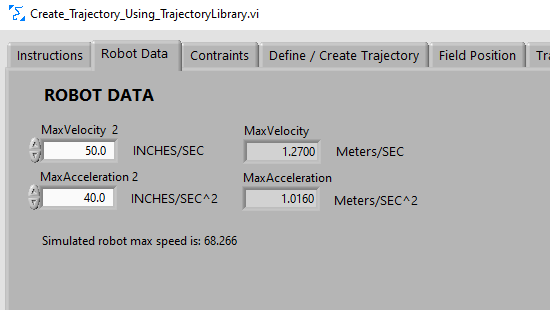 Create_Trajectory_Using_TrajectoryLibrary.vi
Instructions Robot Data Contraints Define / Create Trajectory Field Position Tra
ROBOT DATA
MaxVelocity 2 MaxVelocity
50.0 INCHES/SEC 1.2700 Meters/SEC
MaxAcceleration 2 MaxAcceleration
40.0 INCHES/SEC^2 1.0160 Meters/SEC^2
Simulated robot max speed is: 68.266